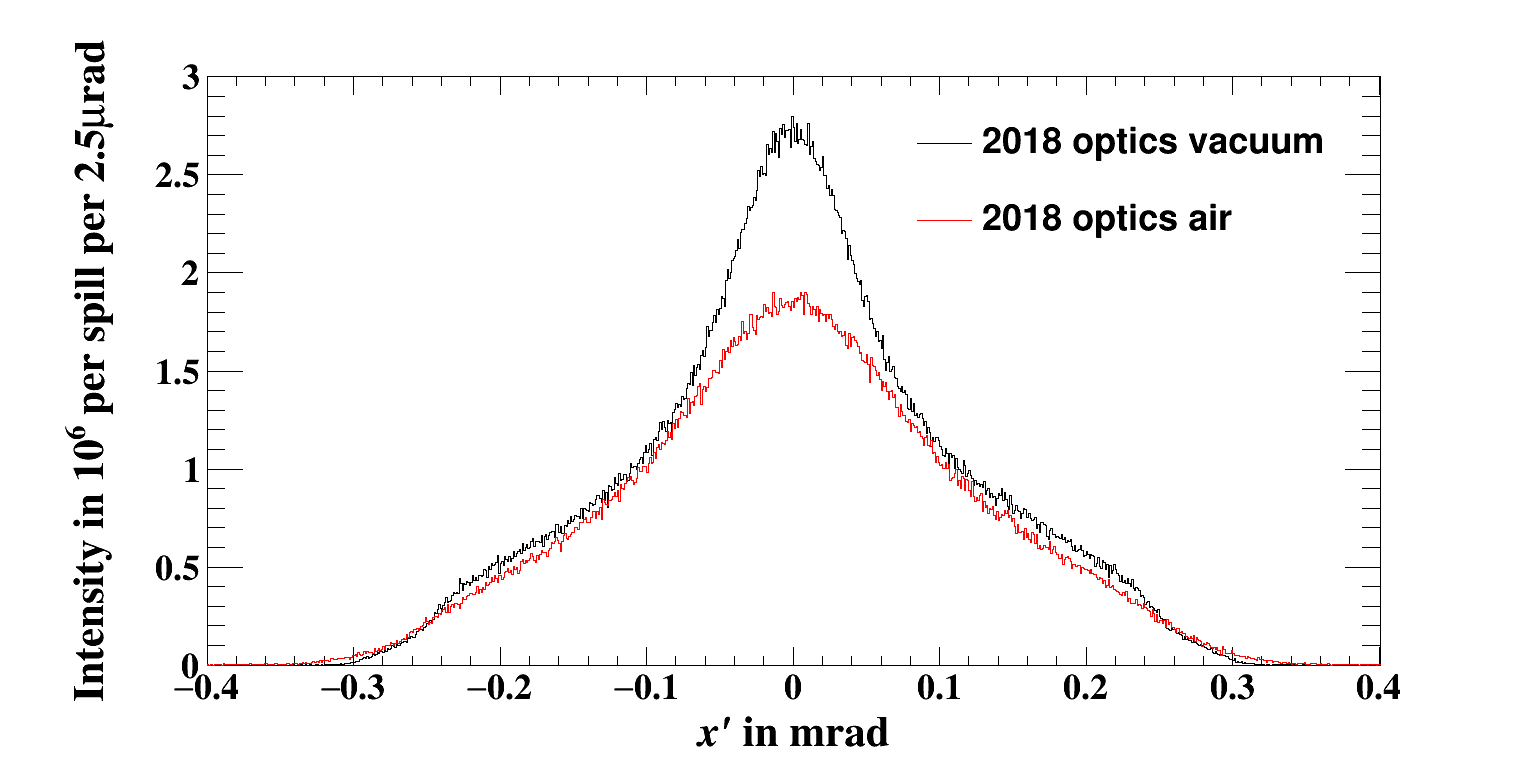 Intensity in 10⁶ per spill per 2.5μrad
3
2.5
2
1.5
1
0.5
0
2018 optics vacuum
2018 optics air
−0.4 −0.3 −0.2 −0.1 0 0.1 0.2 0.3 0.4
x′ in mrad